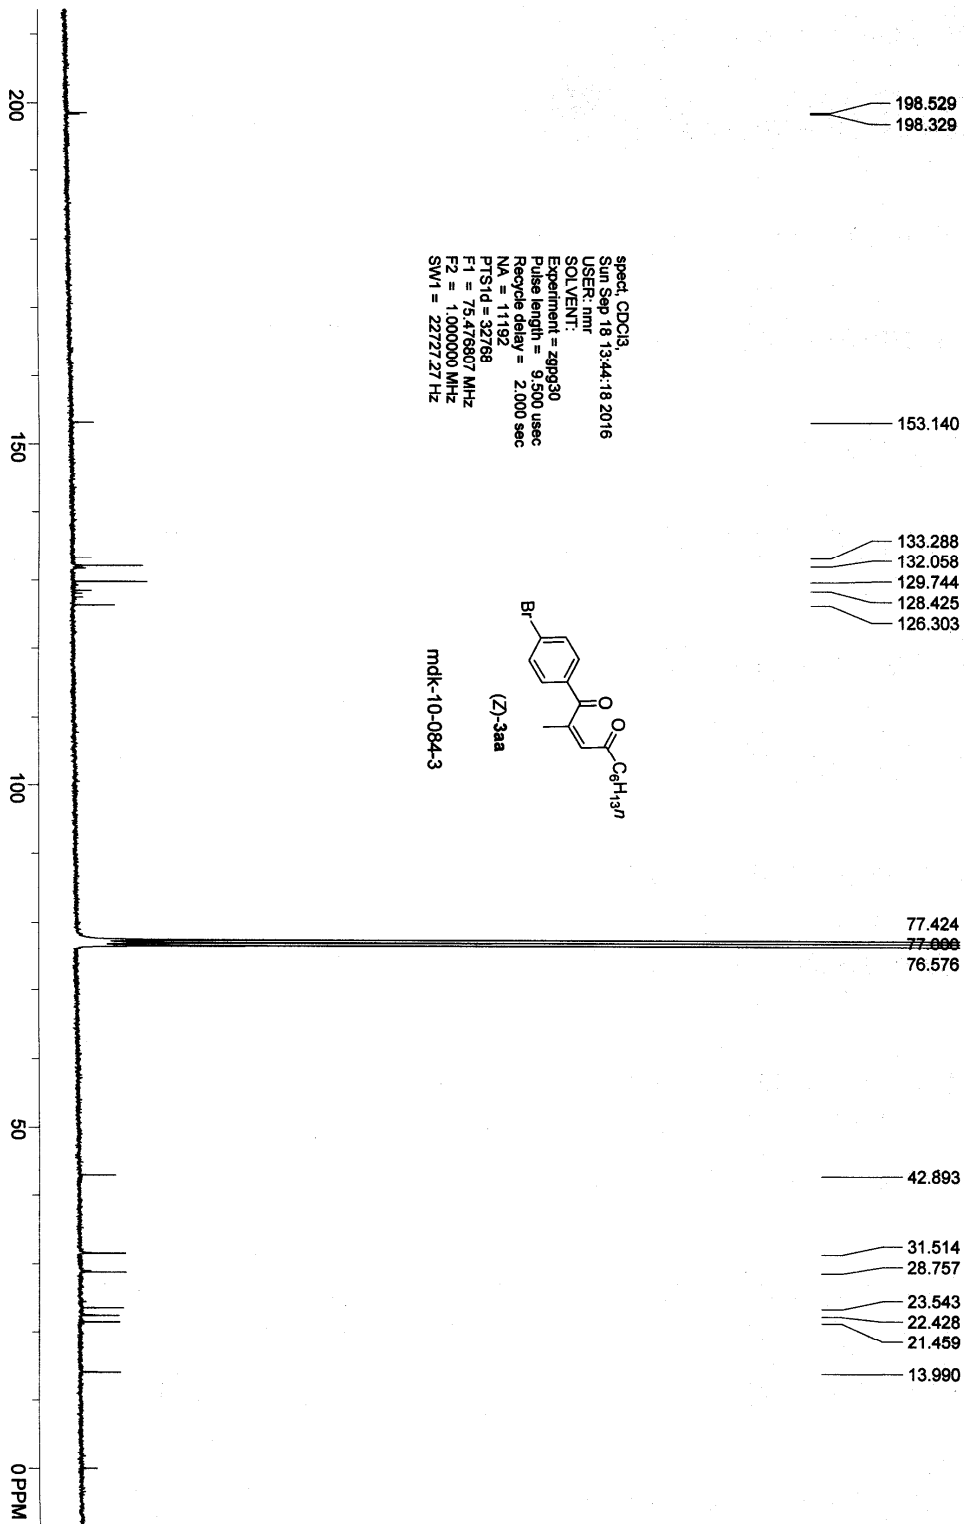 spect, CDCl3,
Sun Sep 18 13:44:18 2016
USER: nmr
SOLVENT:
Experiment = zgpg30
Pulse length = 9.500 usec
Recycle delay = 2.000 sec
NA = 11192
PTS1d = 32768
F1 = 75.476807 MHz
F2 = 1.000000 MHz
SW1 = 22727.27 Hz
Br
O
O
C6H13n
(Z)-3aa
mdk-10-084-3
198.529
198.329
153.140
133.288
132.058
129.744
128.425
126.303
77.424
77.000
76.576
42.893
31.514
28.757
23.543
22.428
21.459
13.990
200
150
100
50
0 PPM